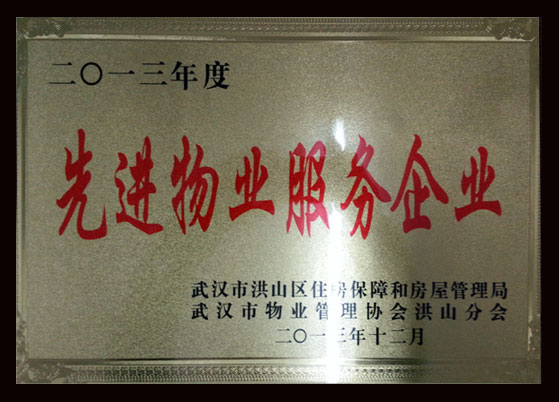 二〇一三年度
先进物业服务企业
武汉市洪山区住房保障和房屋管理局
武汉市物业管理协会洪山分会
二〇一三年十二月